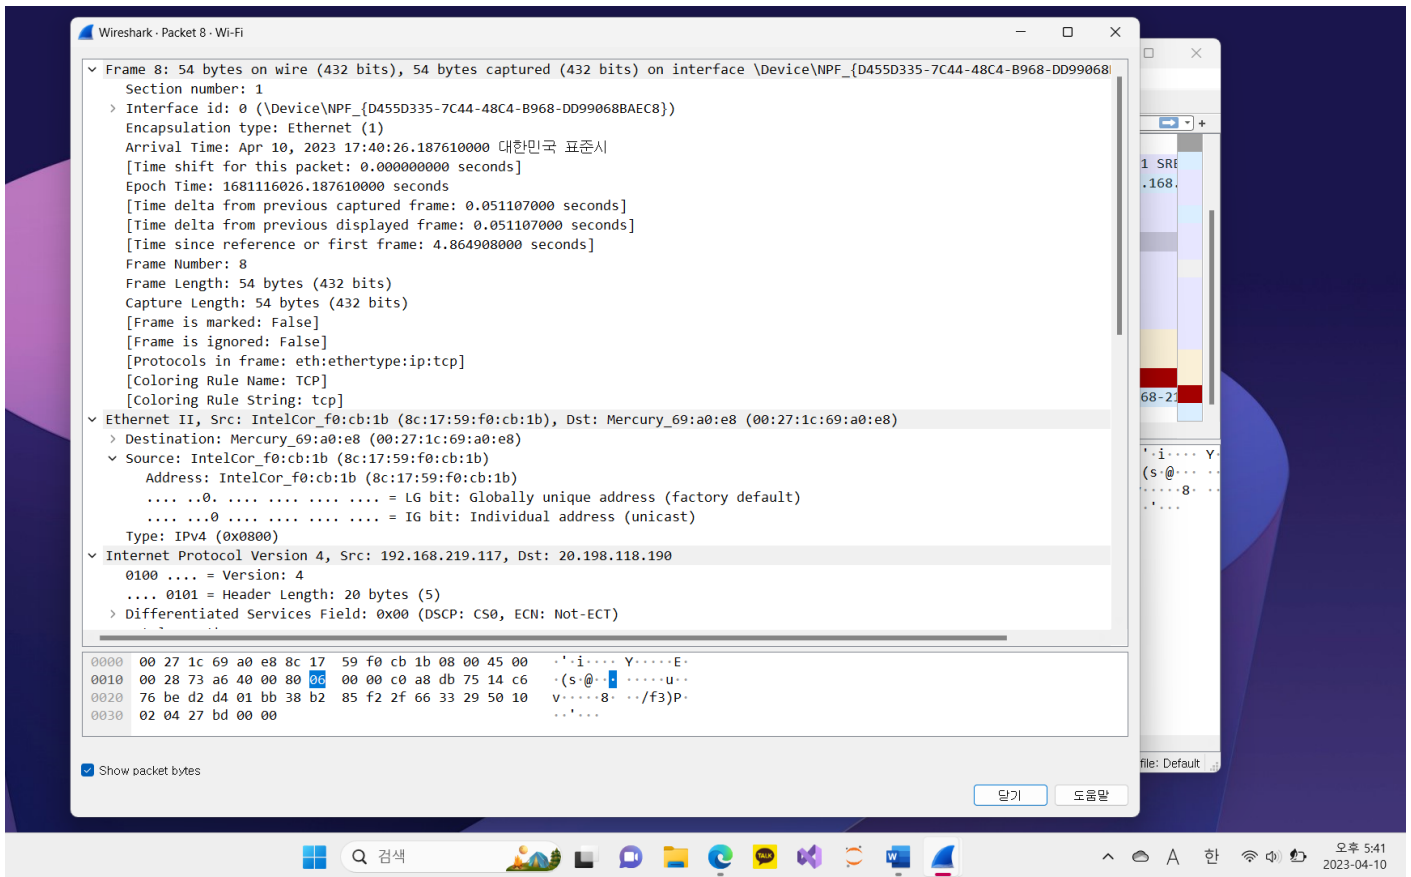 Wireshark · Packet 8 · Wi-Fi
Frame 8: 54 bytes on wire (432 bits), 54 bytes captured (432 bits) on interface \Device\NPF_{D455D335-7C44-48C4-B968-DD99068
Section number: 1
Interface id: 0 (\Device\NPF_{D455D335-7C44-48C4-B968-DD99068BAEC8})
Encapsulation type: Ethernet (1)
Arrival Time: Apr 10, 2023 17:40:26.187610000 대한민국 표준시
[Time shift for this packet: 0.000000000 seconds]
Epoch Time: 1681116026.187610000 seconds
[Time delta from previous captured frame: 0.051107000 seconds]
[Time delta from previous displayed frame: 0.051107000 seconds]
[Time since reference or first frame: 4.864908000 seconds]
Frame Number: 8
Frame Length: 54 bytes (432 bits)
Capture Length: 54 bytes (432 bits)
[Frame is marked: False]
[Frame is ignored: False]
[Protocols in frame: eth:ethertype:ip:tcp]
[Coloring Rule Name: TCP]
[Coloring Rule String: tcp]
Ethernet II, Src: IntelCor_f0:cb:1b (8c:17:59:f0:cb:1b), Dst: Mercury_69:a0:e8 (00:27:1c:69:a0:e8)
Destination: Mercury_69:a0:e8 (00:27:1c:69:a0:e8)
Source: IntelCor_f0:cb:1b (8c:17:59:f0:cb:1b)
Address: IntelCor_f0:cb:1b (8c:17:59:f0:cb:1b)
.... ..0. .... .... .... .... = LG bit: Globally unique address (factory default)
.... ...0 .... .... .... .... = IG bit: Individual address (unicast)
Type: IPv4 (0x0800)
Internet Protocol Version 4, Src: 192.168.219.117, Dst: 20.198.118.190
0100 .... = Version: 4
.... 0101 = Header Length: 20 bytes (5)
Differentiated Services Field: 0x00 (DSCP: CS0, ECN: Not-ECT)
0000 00 27 1c 69 a0 e8 8c 17 59 f0 cb 1b 08 00 45 00 ·'·i···· Y·····E·
0010 00 28 73 a6 40 00 80 06 00 00 c0 a8 db 75 14 c6 ·(s·@··· ·····u··
0020 76 be d2 d4 01 bb 38 b2 85 f2 2f 66 33 29 50 10 v·····8· ··/f3)P·
0030 02 04 27 bd 00 00 ··'···
Show packet bytes
닫기
도움말
1 SRE
.168.
68-21
'·i···· Y·
(s·@··· ··
·····8· ··
·'···
file: Default
검색
TALK
W
A
한
오후 5:41
2023-04-10